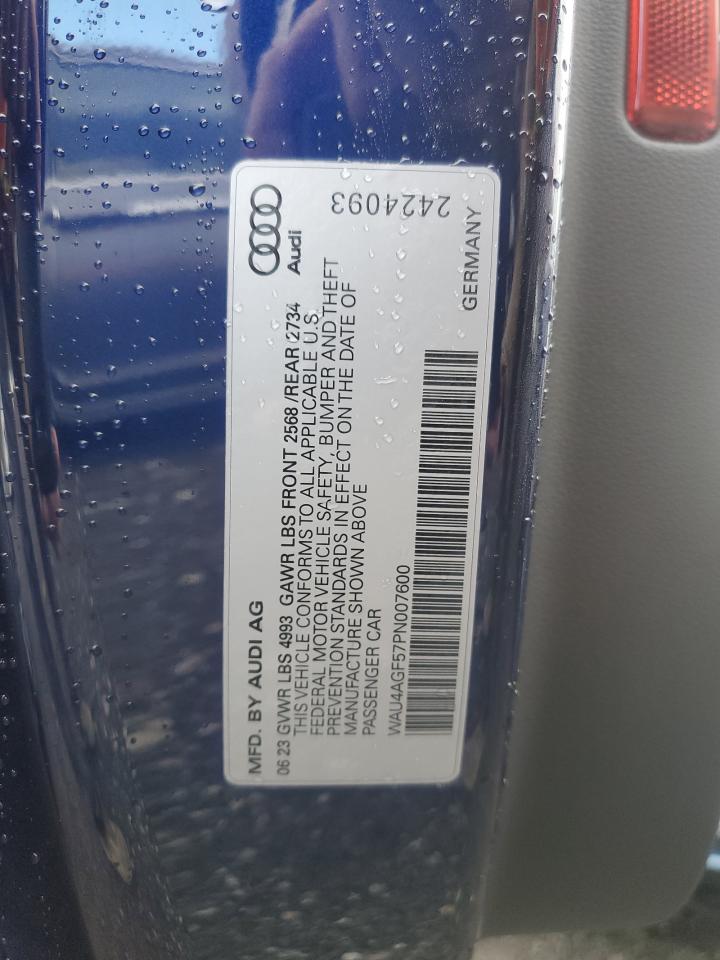 MFD. BY AUDI AG
Audi
06 23 GVWR LBS 4993 GAWR LBS FRONT 2568 /REAR 2734
THIS VEHICLE CONFORMS TO ALL APPLICABLE U.S.
FEDERAL MOTOR VEHICLE SAFETY, BUMPER AND THEFT
PREVENTION STANDARDS IN EFFECT ON THE DATE OF
MANUFACTURE SHOWN ABOVE
PASSENGER CAR
WAU4AGF57PN007600
GERMANY
2424093